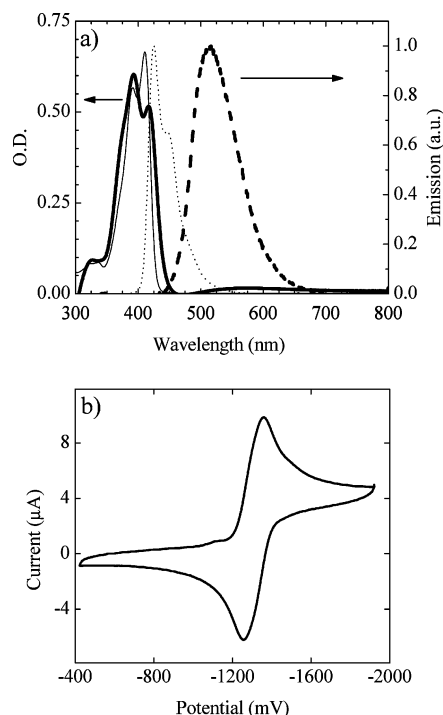 a)
0.75
0.50
0.25
0.00
O.D.
1.0
0.8
0.6
0.4
0.2
0.0
Emission (a.u.)
300 400 500 600 700 800
Wavelength (nm)
b)
8
4
0
-4
Current (μA)
-400 -800 -1200 -1600 -2000
Potential (mV)